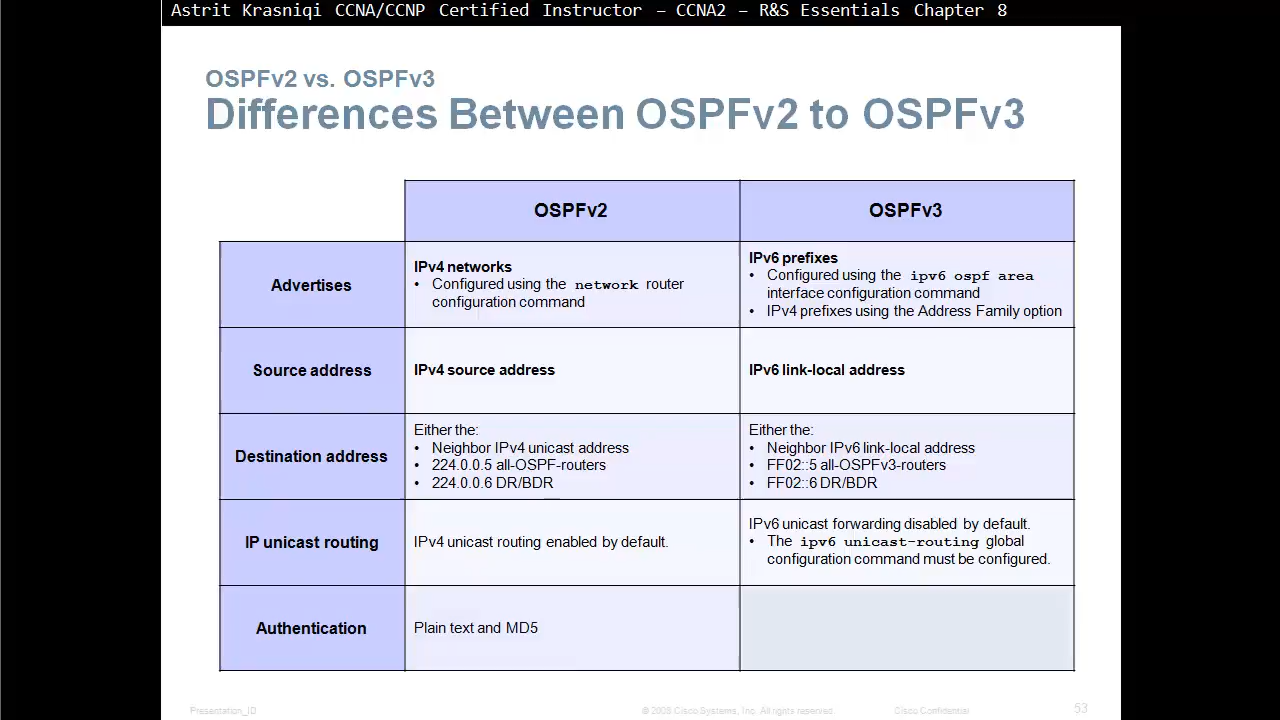 Astrit Krasniqi CCNA/CCNP Certified Instructor – CCNA2 – R&S Essentials Chapter 8
OSPFv2 vs. OSPFv3
Differences Between OSPFv2 to OSPFv3
OSPFv2
OSPFv3
Advertises
IPv4 networks
• Configured using the network router
configuration command
IPv6 prefixes
• Configured using the ipv6 ospf area
interface configuration command
• IPv4 prefixes using the Address Family option
Source address
IPv4 source address
IPv6 link-local address
Destination address
Either the:
• Neighbor IPv4 unicast address
• 224.0.0.5 all-OSPF-routers
• 224.0.0.6 DR/BDR
Either the:
• Neighbor IPv6 link-local address
• FF02::5 all-OSPFv3-routers
• FF02::6 DR/BDR
IP unicast routing
IPv4 unicast routing enabled by default.
IPv6 unicast forwarding disabled by default.
• The ipv6 unicast-routing global
configuration command must be configured.
Authentication
Plain text and MD5
Presentation_ID
© 2008 Cisco Systems, Inc. All rights reserved.
Cisco Confidential
53